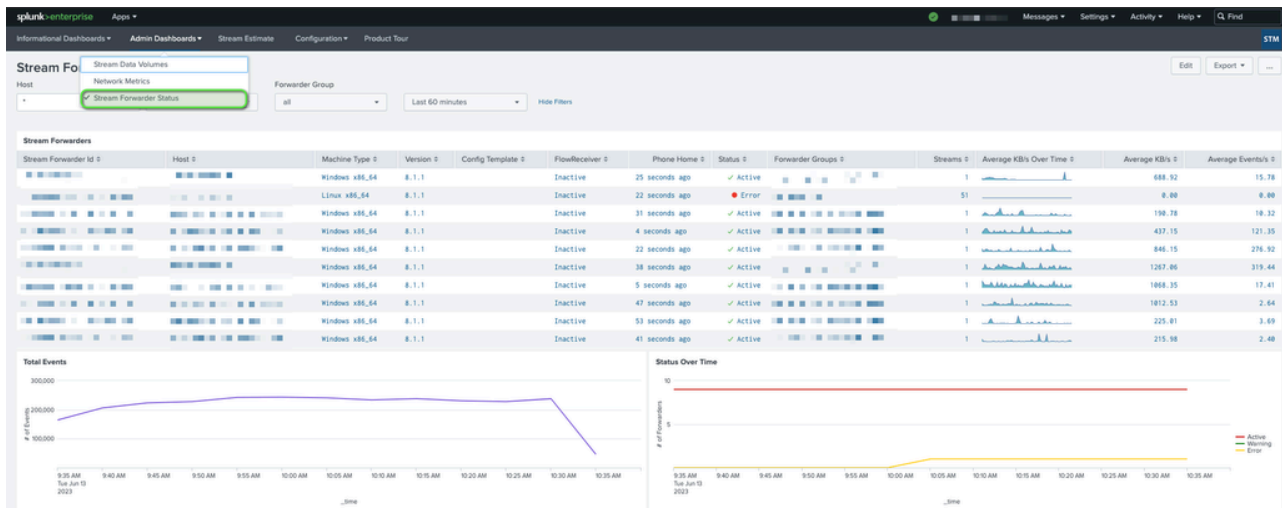 splunk>enterprise Apps ▾ Messages ▾ Settings ▾ Activity ▾ Help ▾ Find
Informational Dashboards ▾ Admin Dashboards ▾ Stream Estimate Configuration ▾ Product Tour STM
Stream Fo Stream Data Volumes Edit Export ▾ ...
Network Metrics
Host Forwarder Group
* Stream Forwarder Status all Last 60 minutes Hide Filters
Stream Forwarders
Stream Forwarder Id Host Machine Type Version Config Template FlowReceiver Phone Home Status Forwarder Groups Streams Average KB/s Over Time Average KB/s Average Events/s
Windows x86_64 8.1.1 Inactive 25 seconds ago Active 1 688.92 15.78
Linux x86_64 8.1.1 Inactive 22 seconds ago Error 51 0.00 0.00
Windows x86_64 8.1.1 Inactive 31 seconds ago Active 1 190.78 10.32
Windows x86_64 8.1.1 Inactive 4 seconds ago Active 1 437.15 121.35
Windows x86_64 8.1.1 Inactive 22 seconds ago Active 1 846.15 276.92
Windows x86_64 8.1.1 Inactive 38 seconds ago Active 1 1267.06 319.44
Windows x86_64 8.1.1 Inactive 5 seconds ago Active 1 1068.35 17.41
Windows x86_64 8.1.1 Inactive 47 seconds ago Active 1 1012.53 2.64
Windows x86_64 8.1.1 Inactive 53 seconds ago Active 1 225.01 3.69
Windows x86_64 8.1.1 Inactive 41 seconds ago Active 1 215.98 2.40
Total Events
300,000
200,000
100,000
# of Events
9:35 AM 9:40 AM 9:45 AM 9:50 AM 9:55 AM 10:00 AM 10:05 AM 10:10 AM 10:15 AM 10:20 AM 10:25 AM 10:30 AM 10:35 AM
Tue Jun 13
2023
_time
Status Over Time
10
5
# of Forwarders
Active
Warning
Error
9:35 AM 9:40 AM 9:45 AM 9:50 AM 9:55 AM 10:00 AM 10:05 AM 10:10 AM 10:15 AM 10:20 AM 10:25 AM 10:30 AM 10:35 AM
Tue Jun 13
2023
_time